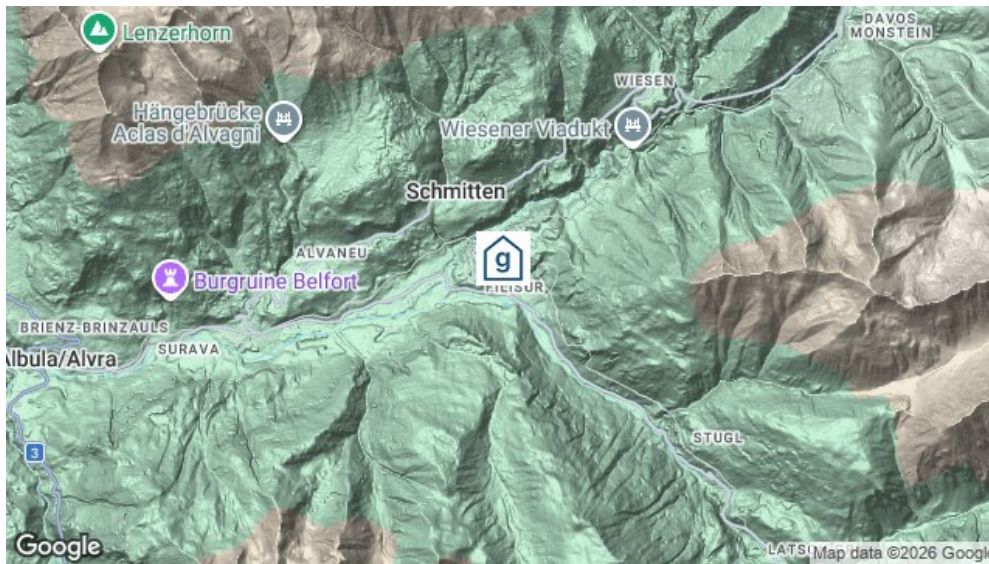 DAVOS
MONSTEIN
Lenzerhorn
WIESEN
Hängebrücke
Aclas d'Alvagni
Wiesener Viadukt
Schmitten
ALVANEU
g
Burgruine Belfort
FILISUR
BRIENZ-BRINZAULS
SURAVA
Albula/Alvra
STUGL
3
Google
Map data ©2026 Google